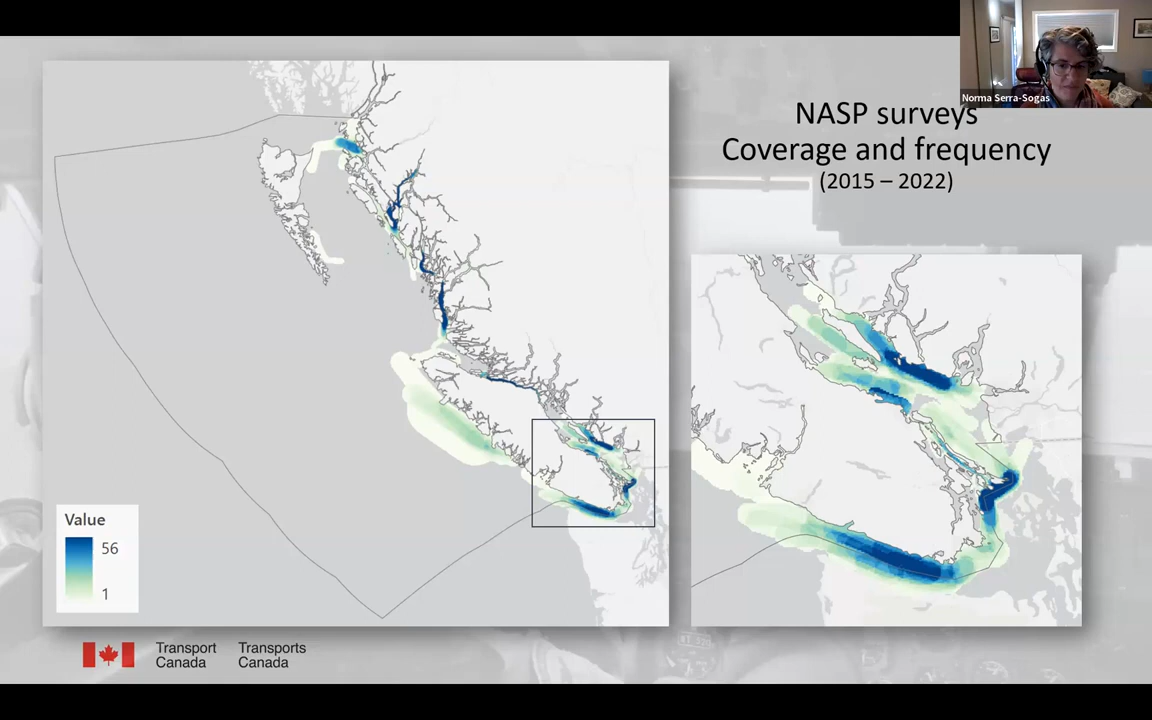 Norma Serra-Sogas
NASP surveys
Coverage and frequency
(2015 – 2022)
Value
56
1
Transport
Canada
Transports
Canada